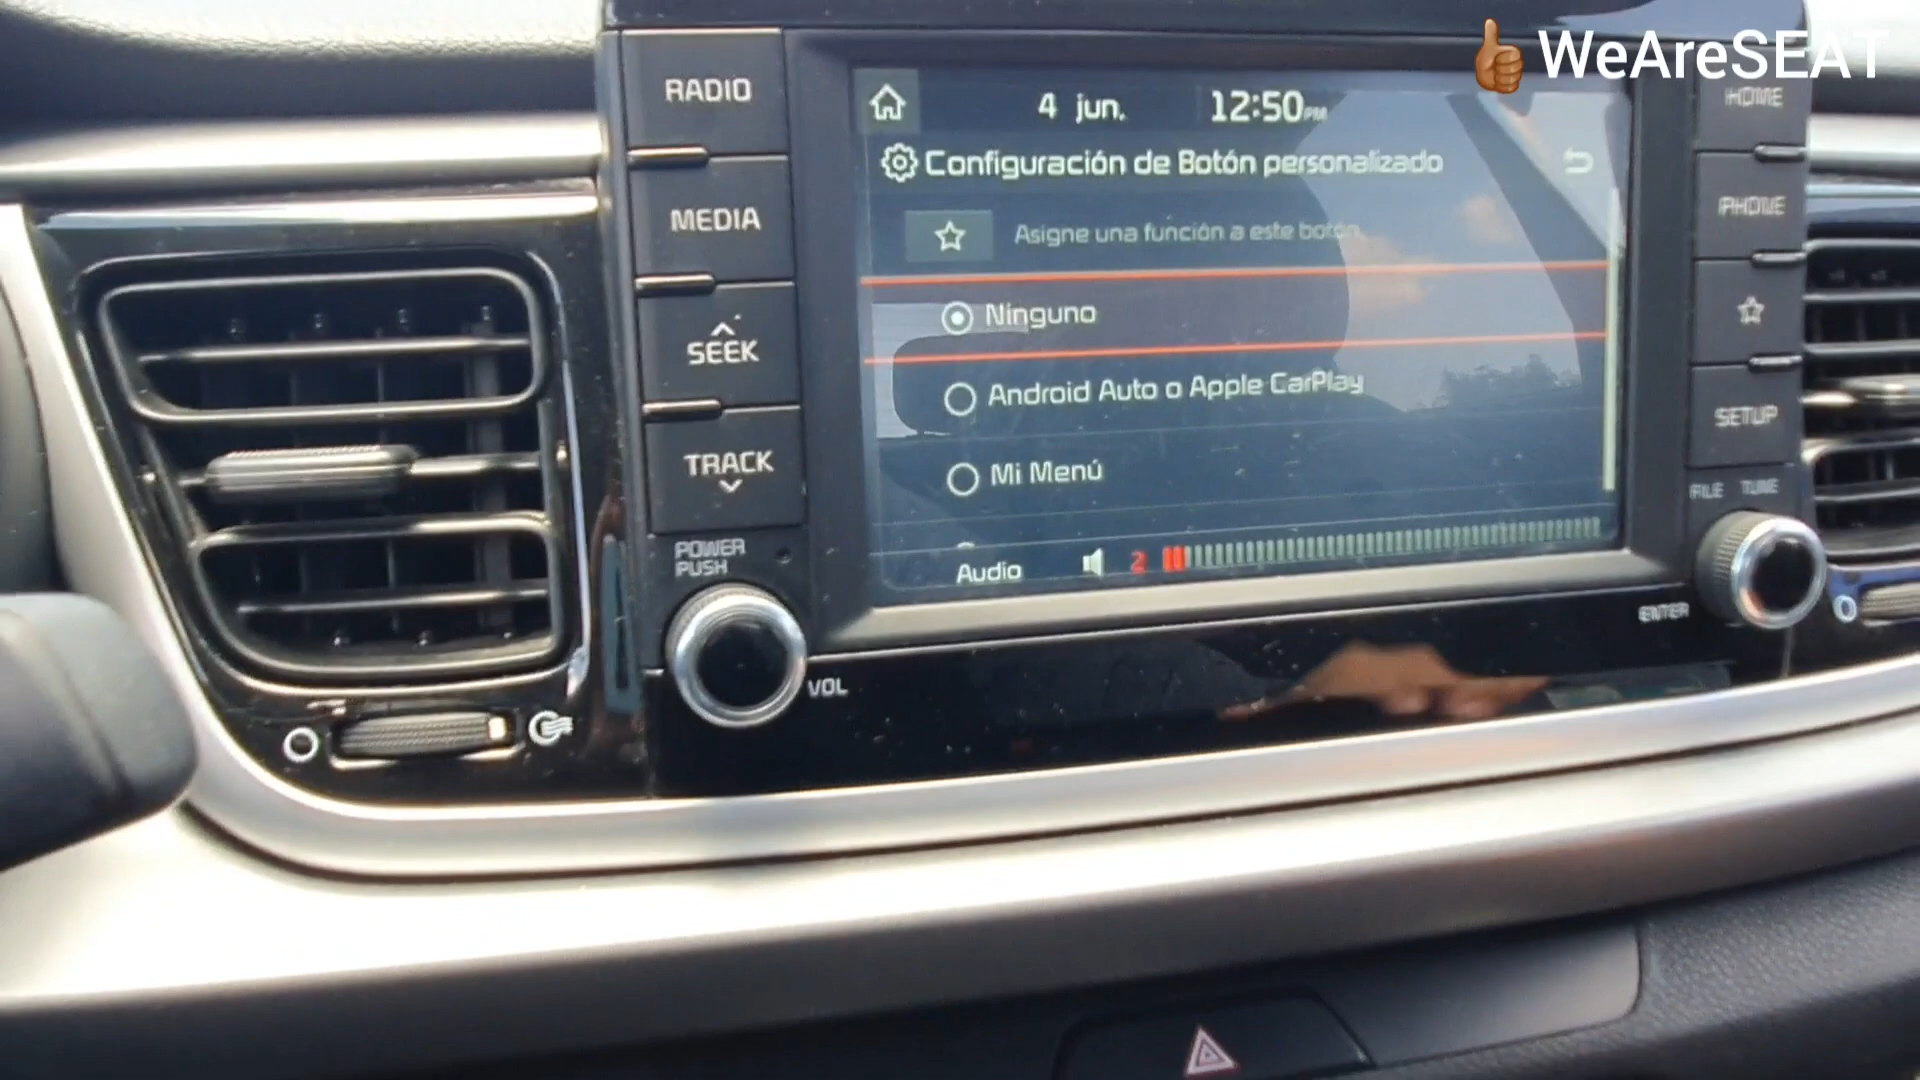 WeAreSEAT
RADIO
MEDIA
SEEK
TRACK
POWER
PUSH
VOL
4 jun. 12:50 PM
Configuración de Botón personalizado
Asigne una función a este botón.
Ninguno
Android Auto o Apple CarPlay
Mi Menú
Audio 2
HOME
PHONE
SETUP
FILE TUNE
ENTER